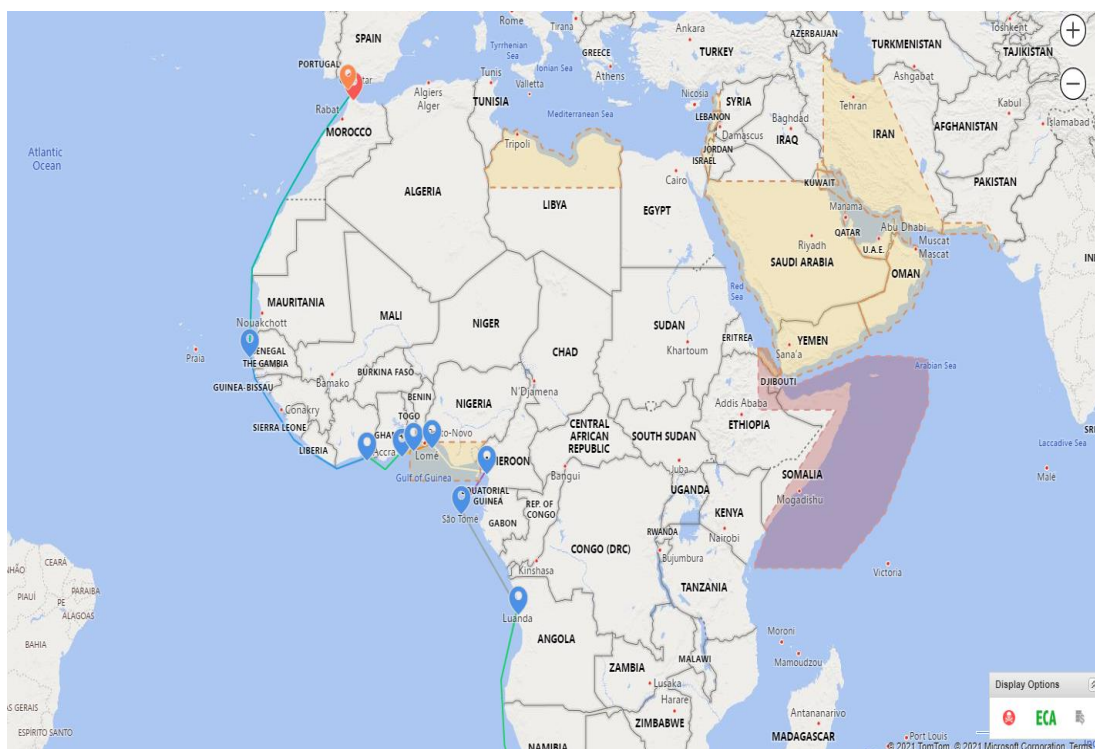 SPAIN
PORTUGAL
Rome
Tirana
Tyrrhenian
Sea
Ionian Sea
GREECE
Athens
Ankara
TURKEY
AZERBAIJAN
TURKMENISTAN
Ashgabat
Toshkent
Tashkent
TAJIKISTAN
Rabat
MOROCCO
Algiers
Alger
Tunis
TUNISIA
Valletta
Mediterranean Sea
Nicosia
SYRIA
LEBANON
Damascus
Baghdad
IRAQ
JORDAN
ISRAEL
Tehran
IRAN
Kabul
AFGHANISTAN
Islamabad
PAKISTAN
Atlantic
Ocean
Tripoli
ALGERIA
LIBYA
Cairo
EGYPT
KUWAIT
Manama
QATAR
Abu Dhabi
U.A.E.
Riyadh
SAUDI ARABIA
Muscat
Mascat
OMAN
Red
Sea
MAURITANIA
Nouakchott
MALI
NIGER
CHAD
SUDAN
Khartoum
ERITREA
YEMEN
Sana'a
Arabian Sea
Praia
THE GAMBIA
GUINEA-BISSAU
Bamako
BURKINA FASO
BENIN
TOGO
NIGERIA
N'Djamena
DJIBOUTI
Addis Ababa
ETHIOPIA
Conakry
SIERRA LEONE
LIBERIA
Accra
Lome
Gulf of Guinea
CENTRAL
AFRICAN
REPUBLIC
Bangui
SOUTH SUDAN
Juba
SOMALIA
Mogadishu
Laccadive Sea
Male
GUINEA
São Tomé
GABON
REP. OF
CONGO
UGANDA
KENYA
Nairobi
RWANDA
Bujumbura
CONGO (DRC)
Kinshasa
TANZANIA
Victoria
CEARÁ
PARAIBA
PIAUÍ
PE
ALAGOAS
BAHIA
ESPÍRITO SANTO
Luanda
ANGOLA
ZAMBIA
Lusaka
MALAWI
Moroni
Mamoudzou
Harare
ZIMBABWE
NAMIBIA
Antananarivo
MADAGASCAR
Port Louis
Display Options
ECA
© 2021 TomTom, © 2021 Microsoft Corporation Terms